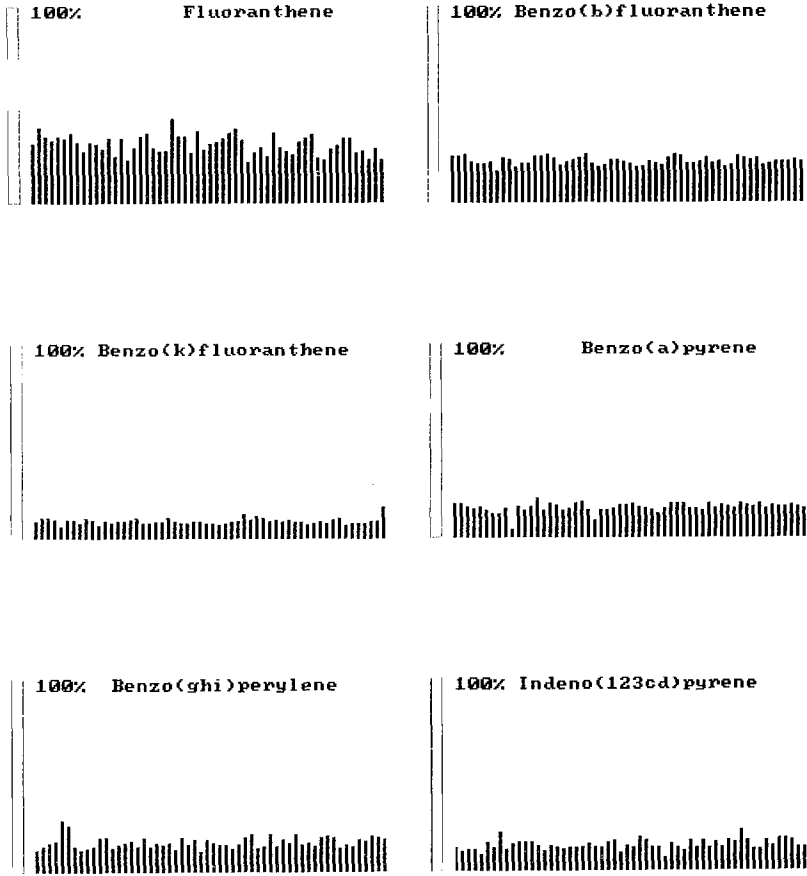 100% Fluoranthene
100% Benzo(b)fluoranthene
100% Benzo(k)fluoranthene
100% Benzo(a)pyrene
100% Benzo(ghi)perylene
100% Indeno(123cd)pyrene